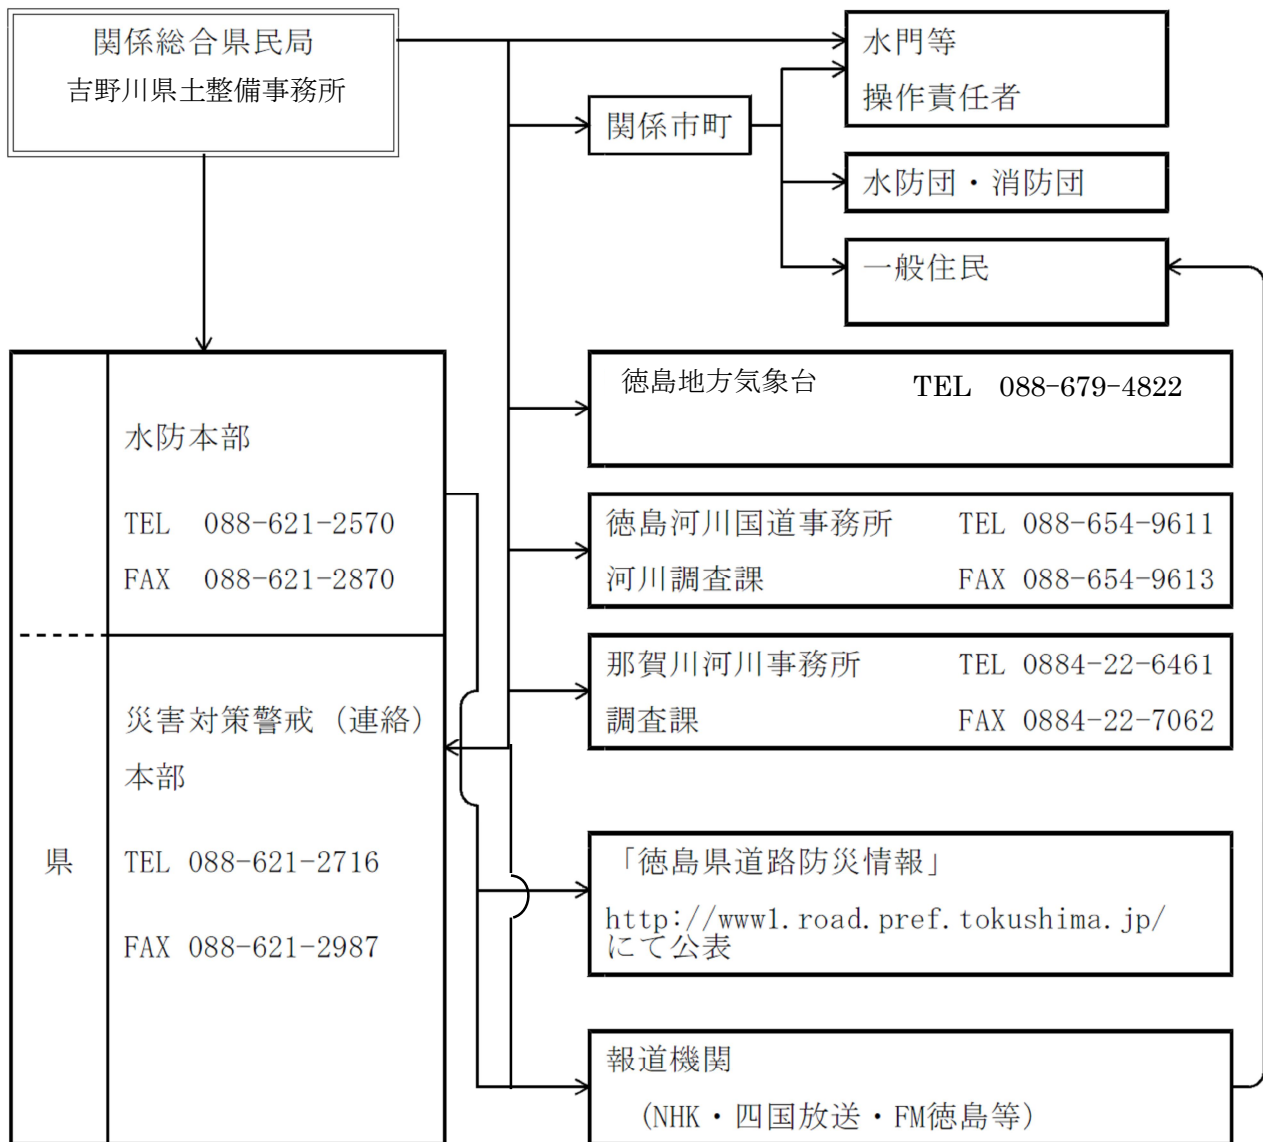 関係総合県民局
吉野川県土整備事務所
水門等
操作責任者
関係市町
水防団・消防団
一般住民
徳島地方気象台 TEL 088-679-4822
水防本部
TEL 088-621-2570
FAX 088-621-2870
徳島河川国道事務所 TEL 088-654-9611
河川調査課 FAX 088-654-9613
那賀川河川事務所 TEL 0884-22-6461
調査課 FAX 0884-22-7062
災害対策警戒（連絡）
本部
県
TEL 088-621-2716
FAX 088-621-2987
「徳島県道路防災情報」
http://www1.road.pref.tokushima.jp/
にて公表
報道機関
（NHK・四国放送・FM徳島等）